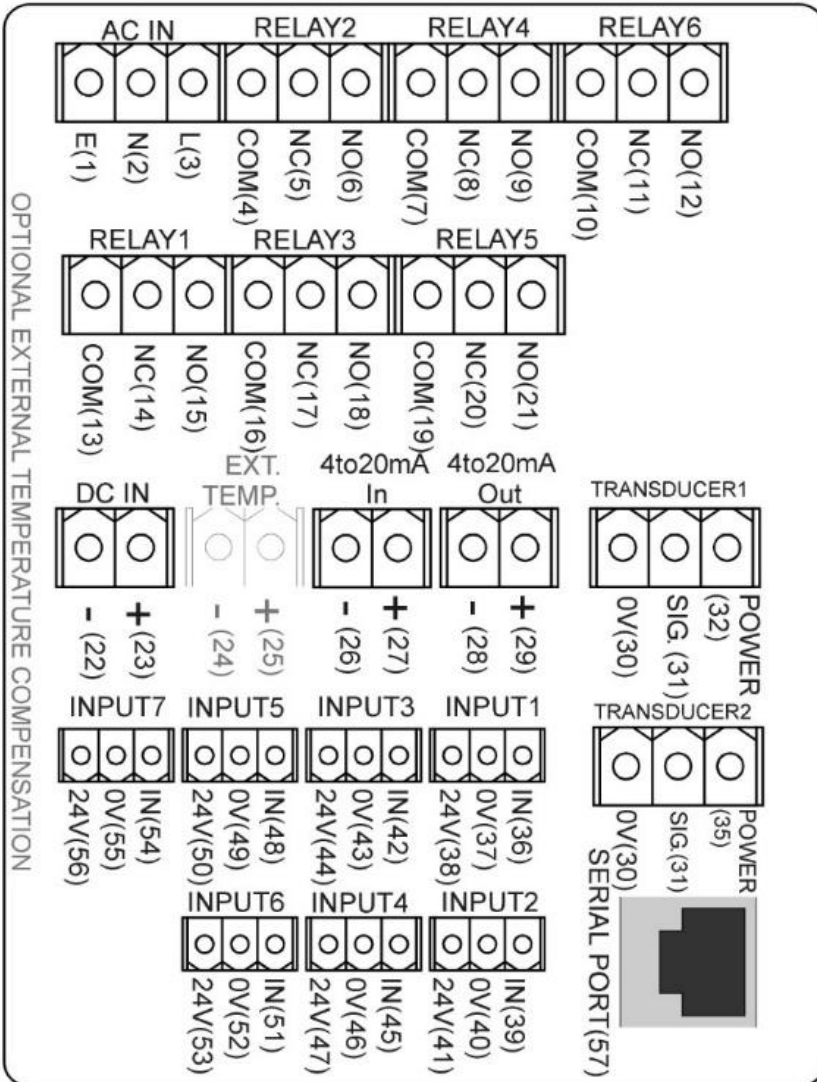 AC IN RELAY2 RELAY4 RELAY6
E(1) N(2) L(3) COM(4) NC(5) NO(6) COM(7) NC(8) NO(9) COM(10) NC(11) NO(12)
RELAY1 RELAY3 RELAY5
COM(13) NC(14) NO(15) COM(16) NC(17) NO(18) COM(19) NC(20) NO(21)
OPTIONAL EXTERNAL TEMPERATURE COMPENSATION
DC IN
EXT.
TEMP.
4to20mA
In
4to20mA
Out
TRANSDUCER1
- (22) + (23) - (24) + (25) - (26) + (27) - (28) + (29)
0V(30) SIG. (31) POWER
(32)
INPUT7 INPUT5 INPUT3 INPUT1
TRANSDUCER2
24V(56) 0V(55) IN(54) 24V(50) 0V(49) IN(48) 24V(44) 0V(43) IN(42) 24V(38) 0V(37) IN(36)
0V(30) SIG.(31) POWER
(35)
INPUT6 INPUT4 INPUT2
24V(53) 0V(52) IN(51) 24V(47) 0V(46) IN(45) 24V(41) 0V(40) IN(39)
SERIAL PORT(57)